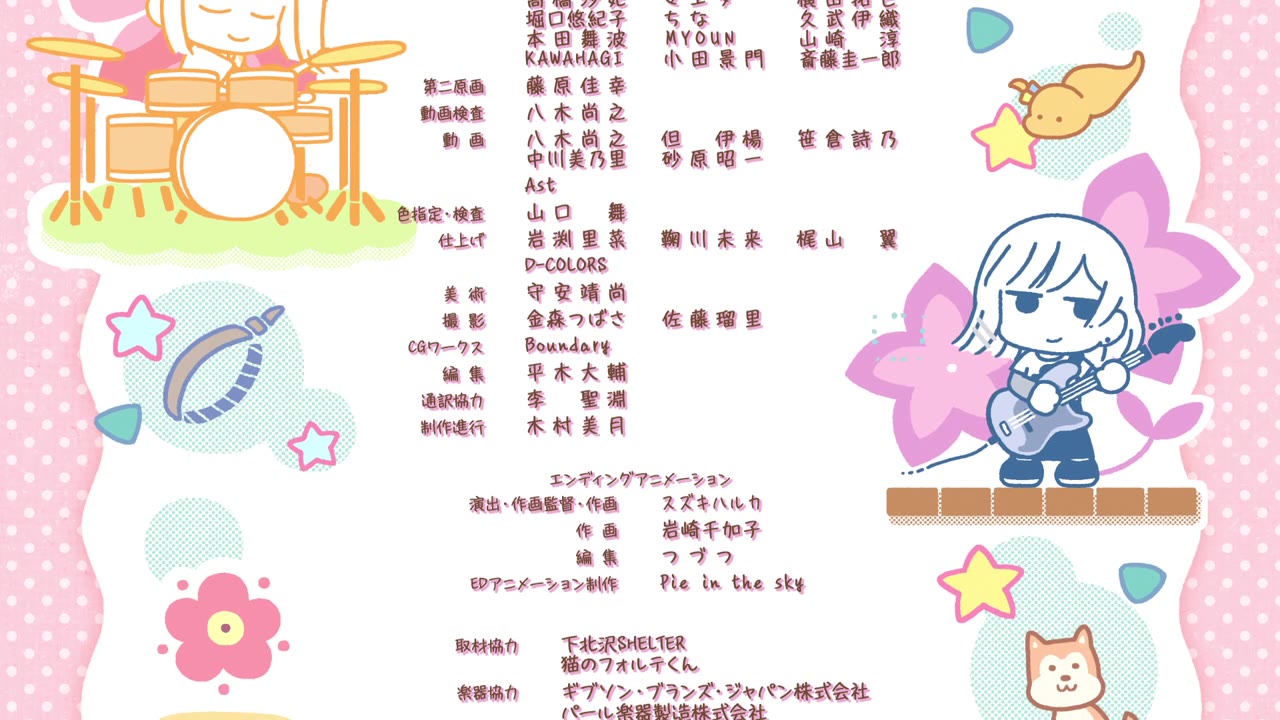 堀口悠紀子 ちな 久武伊織
本田舞波 MYOUN 山崎 淳
KAWAHAGI 小田景門 斎藤圭一郎
第二原画 藤原佳幸
動画検査 八木尚之
動画 八木尚之 但 伊楊 笹倉詩乃
中川美乃里 砂原昭一
Ast
色指定・検査 山口 舞
仕上げ 岩渕里菜 鞠川未来 梶山 翼
D-COLORS
美術 守安靖尚
撮影 金森つばさ 佐藤瑠里
CGワークス Boundary
編集 平木大輔
通訳協力 李 聖淵
制作進行 木村美月
エンディングアニメーション
演出・作画監督・作画 スズキハルカ
作画 岩崎千加子
編集 つづつ
EDアニメーション制作 Pie in the sky
取材協力 下北沢SHELTER
猫のフォルテくん
楽器協力 ギブソン・ブランズ・ジャパン株式会社
パール楽器製造株式会社